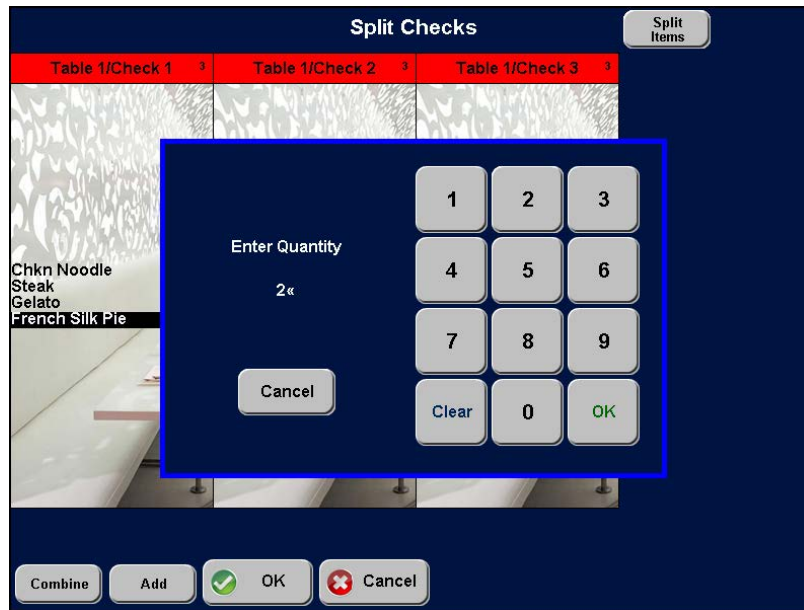 Split Checks
Split
Items
Table 1/Check 1 3
Table 1/Check 2 3
Table 1/Check 3 3
Chkn Noodle
Steak
Gelato
French Silk Pie
Enter Quantity
2«
Cancel
1 2 3
4 5 6
7 8 9
Clear 0 OK
Combine Add OK Cancel